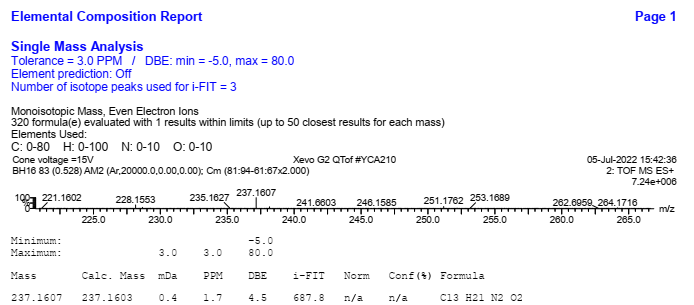 Elemental Composition Report Page 1
Single Mass Analysis
Tolerance = 3.0 PPM / DBE: min = -5.0, max = 80.0
Element prediction: Off
Number of isotope peaks used for i-FIT = 3
Monoisotopic Mass, Even Electron Ions
320 formula(e) evaluated with 1 results within limits (up to 50 closest results for each mass)
Elements Used:
C: 0-80 H: 0-100 N: 0-10 O: 0-10
Cone voltage =15V Xevo G2 QTof #YCA210 05-Jul-2022 15:42:36
BH16 83 (0.528) AM2 (Ar,20000.0,0.00,0.00); Cm (81:94-61:67x2.000) 2: TOF MS ES+
7.24e+006
100 221.1602 228.1553 235.1627 237.1607 241.6603 246.1585 251.1762 253.1689 262.6959 264.1716
0 m/z
225.0 230.0 235.0 240.0 245.0 250.0 255.0 260.0 265.0
Minimum: -5.0
Maximum: 3.0 3.0 80.0
Mass Calc. Mass mDa PPM DBE i-FIT Norm Conf(%) Formula
237.1607 237.1603 0.4 1.7 4.5 687.8 n/a n/a C13 H21 N2 O2